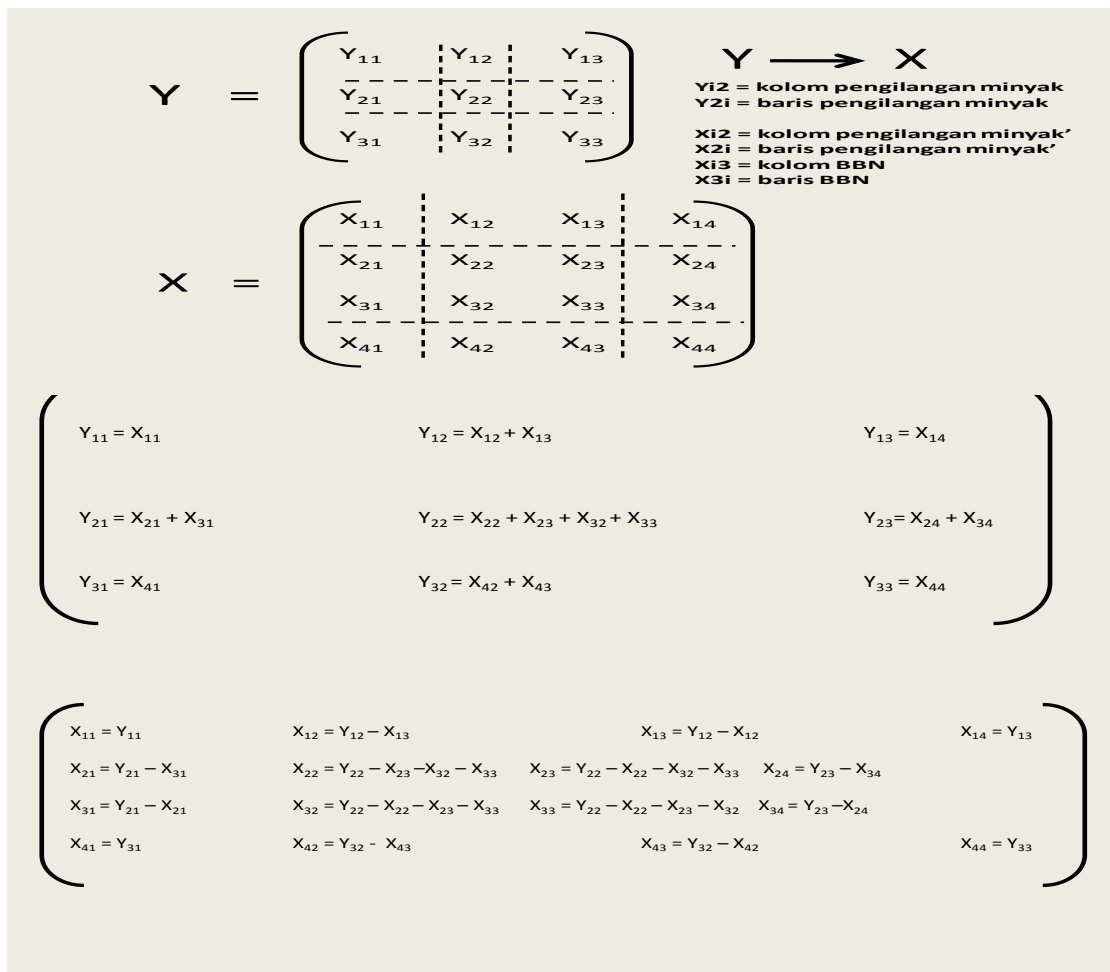 Y₁₁ Y₁₂ Y₁₃
Y = Y₂₁ Y₂₂ Y₂₃
Y₃₁ Y₃₂ Y₃₃
Y X
Yi2 = kolom pengilangan minyak
Y2i = baris pengilangan minyak
Xi2 = kolom pengilangan minyak’
X2i = baris pengilangan minyak’
Xi3 = kolom BBN
X3i = baris BBN
X₁₁ X₁₂ X₁₃ X₁₄
X = X₂₁ X₂₂ X₂₃ X₂₄
X₃₁ X₃₂ X₃₃ X₃₄
X₄₁ X₄₂ X₄₃ X₄₄
Y₁₁ = X₁₁ Y₁₂ = X₁₂ + X₁₃ Y₁₃ = X₁₄
Y₂₁ = X₂₁ + X₃₁ Y₂₂ = X₂₂ + X₂₃ + X₃₂ + X₃₃ Y₂₃= X₂₄ + X₃₄
Y₃₁ = X₄₁ Y₃₂ = X₄₂ + X₄₃ Y₃₃ = X₄₄
X₁₁ = Y₁₁ X₁₂ = Y₁₂ – X₁₃ X₁₃ = Y₁₂ – X₁₂ X₁₄ = Y₁₃
X₂₁ = Y₂₁ – X₃₁ X₂₂ = Y₂₂ – X₂₃ –X₃₂ – X₃₃ X₂₃ = Y₂₂ – X₂₂ – X₃₂ – X₃₃ X₂₄ = Y₂₃ – X₃₄
X₃₁ = Y₂₁ – X₂₁ X₃₂ = Y₂₂ – X₂₂ – X₂₃ – X₃₃ X₃₃ = Y₂₂ – X₂₂ – X₂₃ – X₃₂ X₃₄ = Y₂₃ –X₂₄
X₄₁ = Y₃₁ X₄₂ = Y₃₂ - X₄₃ X₄₃ = Y₃₂ – X₄₂ X₄₄ = Y₃₃